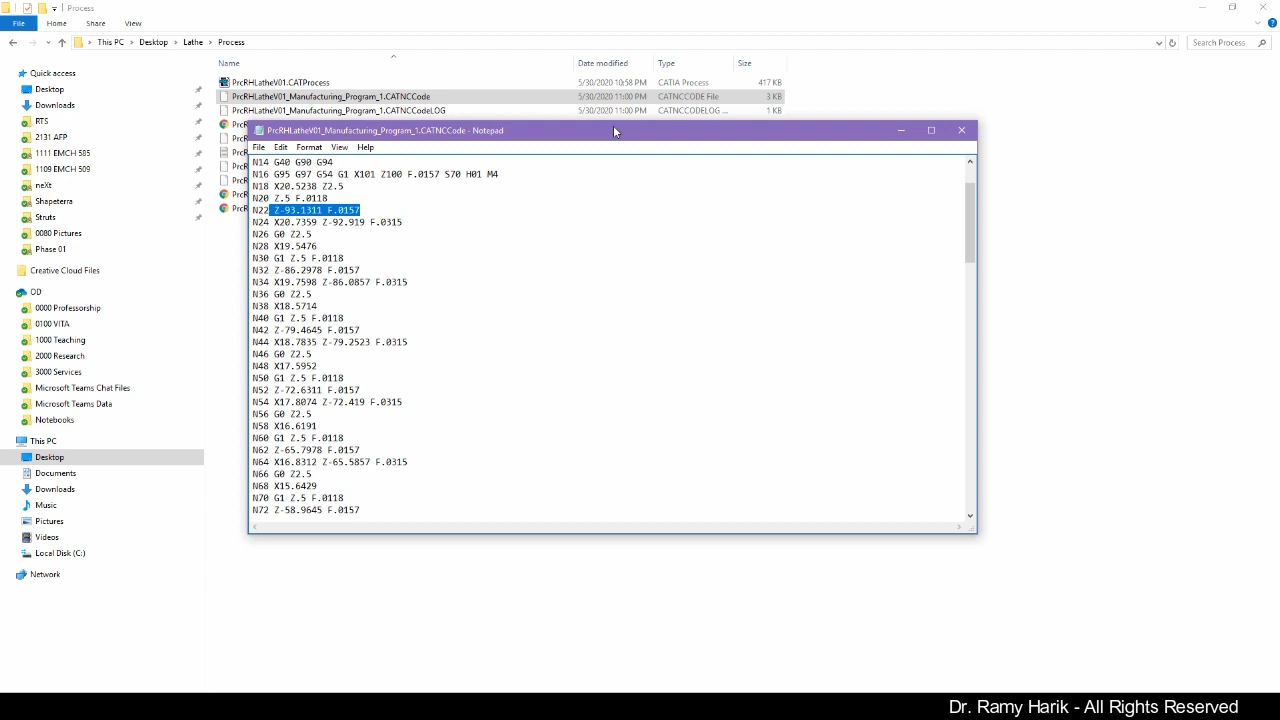 Process
File Home Share View
This PC Desktop Lathe Process Search Process
Name Date modified Type Size
Quick access
Desktop
Downloads
RTS
2131 AFP
1111 EMCH 585
1109 EMCH 509
neXt
Shapeterra
Struts
0080 Pictures
Phase 01
Creative Cloud Files
OD
0000 Professorship
0100 VITA
1000 Teaching
2000 Research
3000 Services
Microsoft Teams Chat Files
Microsoft Teams Data
Notebooks
This PC
Desktop
Documents
Downloads
Music
Pictures
Videos
Local Disk (C:)
Network
PrcRHLatheV01.CATProcess 5/30/2020 10:58 PM CATIA Process 417 KB
PrcRHLatheV01_Manufacturing_Program_1.CATNCCode 5/30/2020 11:00 PM CATNCCODE File 3 KB
PrcRHLatheV01_Manufacturing_Program_1.CATNCCodeLOG 5/30/2020 11:00 PM CATNCCODELOG ... 1 KB
PrcRHLatheV01_Manufacturing_Program_1.CATNCCode - Notepad
File Edit Format View Help
N14 G40 G90 G94
N16 G95 G97 G54 G1 X101 Z100 F.0157 S70 H01 M4
N18 X20.5238 Z2.5
N20 Z.5 F.0118
N22 Z-93.1311 F.0157
N24 X20.7359 Z-92.919 F.0315
N26 G0 Z2.5
N28 X19.5476
N30 G1 Z.5 F.0118
N32 Z-86.2978 F.0157
N34 X19.7598 Z-86.0857 F.0315
N36 G0 Z2.5
N38 X18.5714
N40 G1 Z.5 F.0118
N42 Z-79.4645 F.0157
N44 X18.7835 Z-79.2523 F.0315
N46 G0 Z2.5
N48 X17.5952
N50 G1 Z.5 F.0118
N52 Z-72.6311 F.0157
N54 X17.8074 Z-72.419 F.0315
N56 G0 Z2.5
N58 X16.6191
N60 G1 Z.5 F.0118
N62 Z-65.7978 F.0157
N64 X16.8312 Z-65.5857 F.0315
N66 G0 Z2.5
N68 X15.6429
N70 G1 Z.5 F.0118
N72 Z-58.9645 F.0157
Dr. Ramy Harik - All Rights Reserved